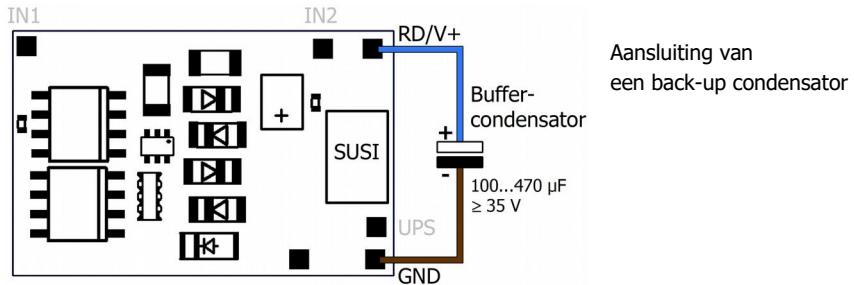 IN1
IN2
RD/V+
Aansluiting van
een back-up condensator
Buffer-
condensator
+
+
SUSI
-
100...470 µF
≥ 35 V
UPS
GND